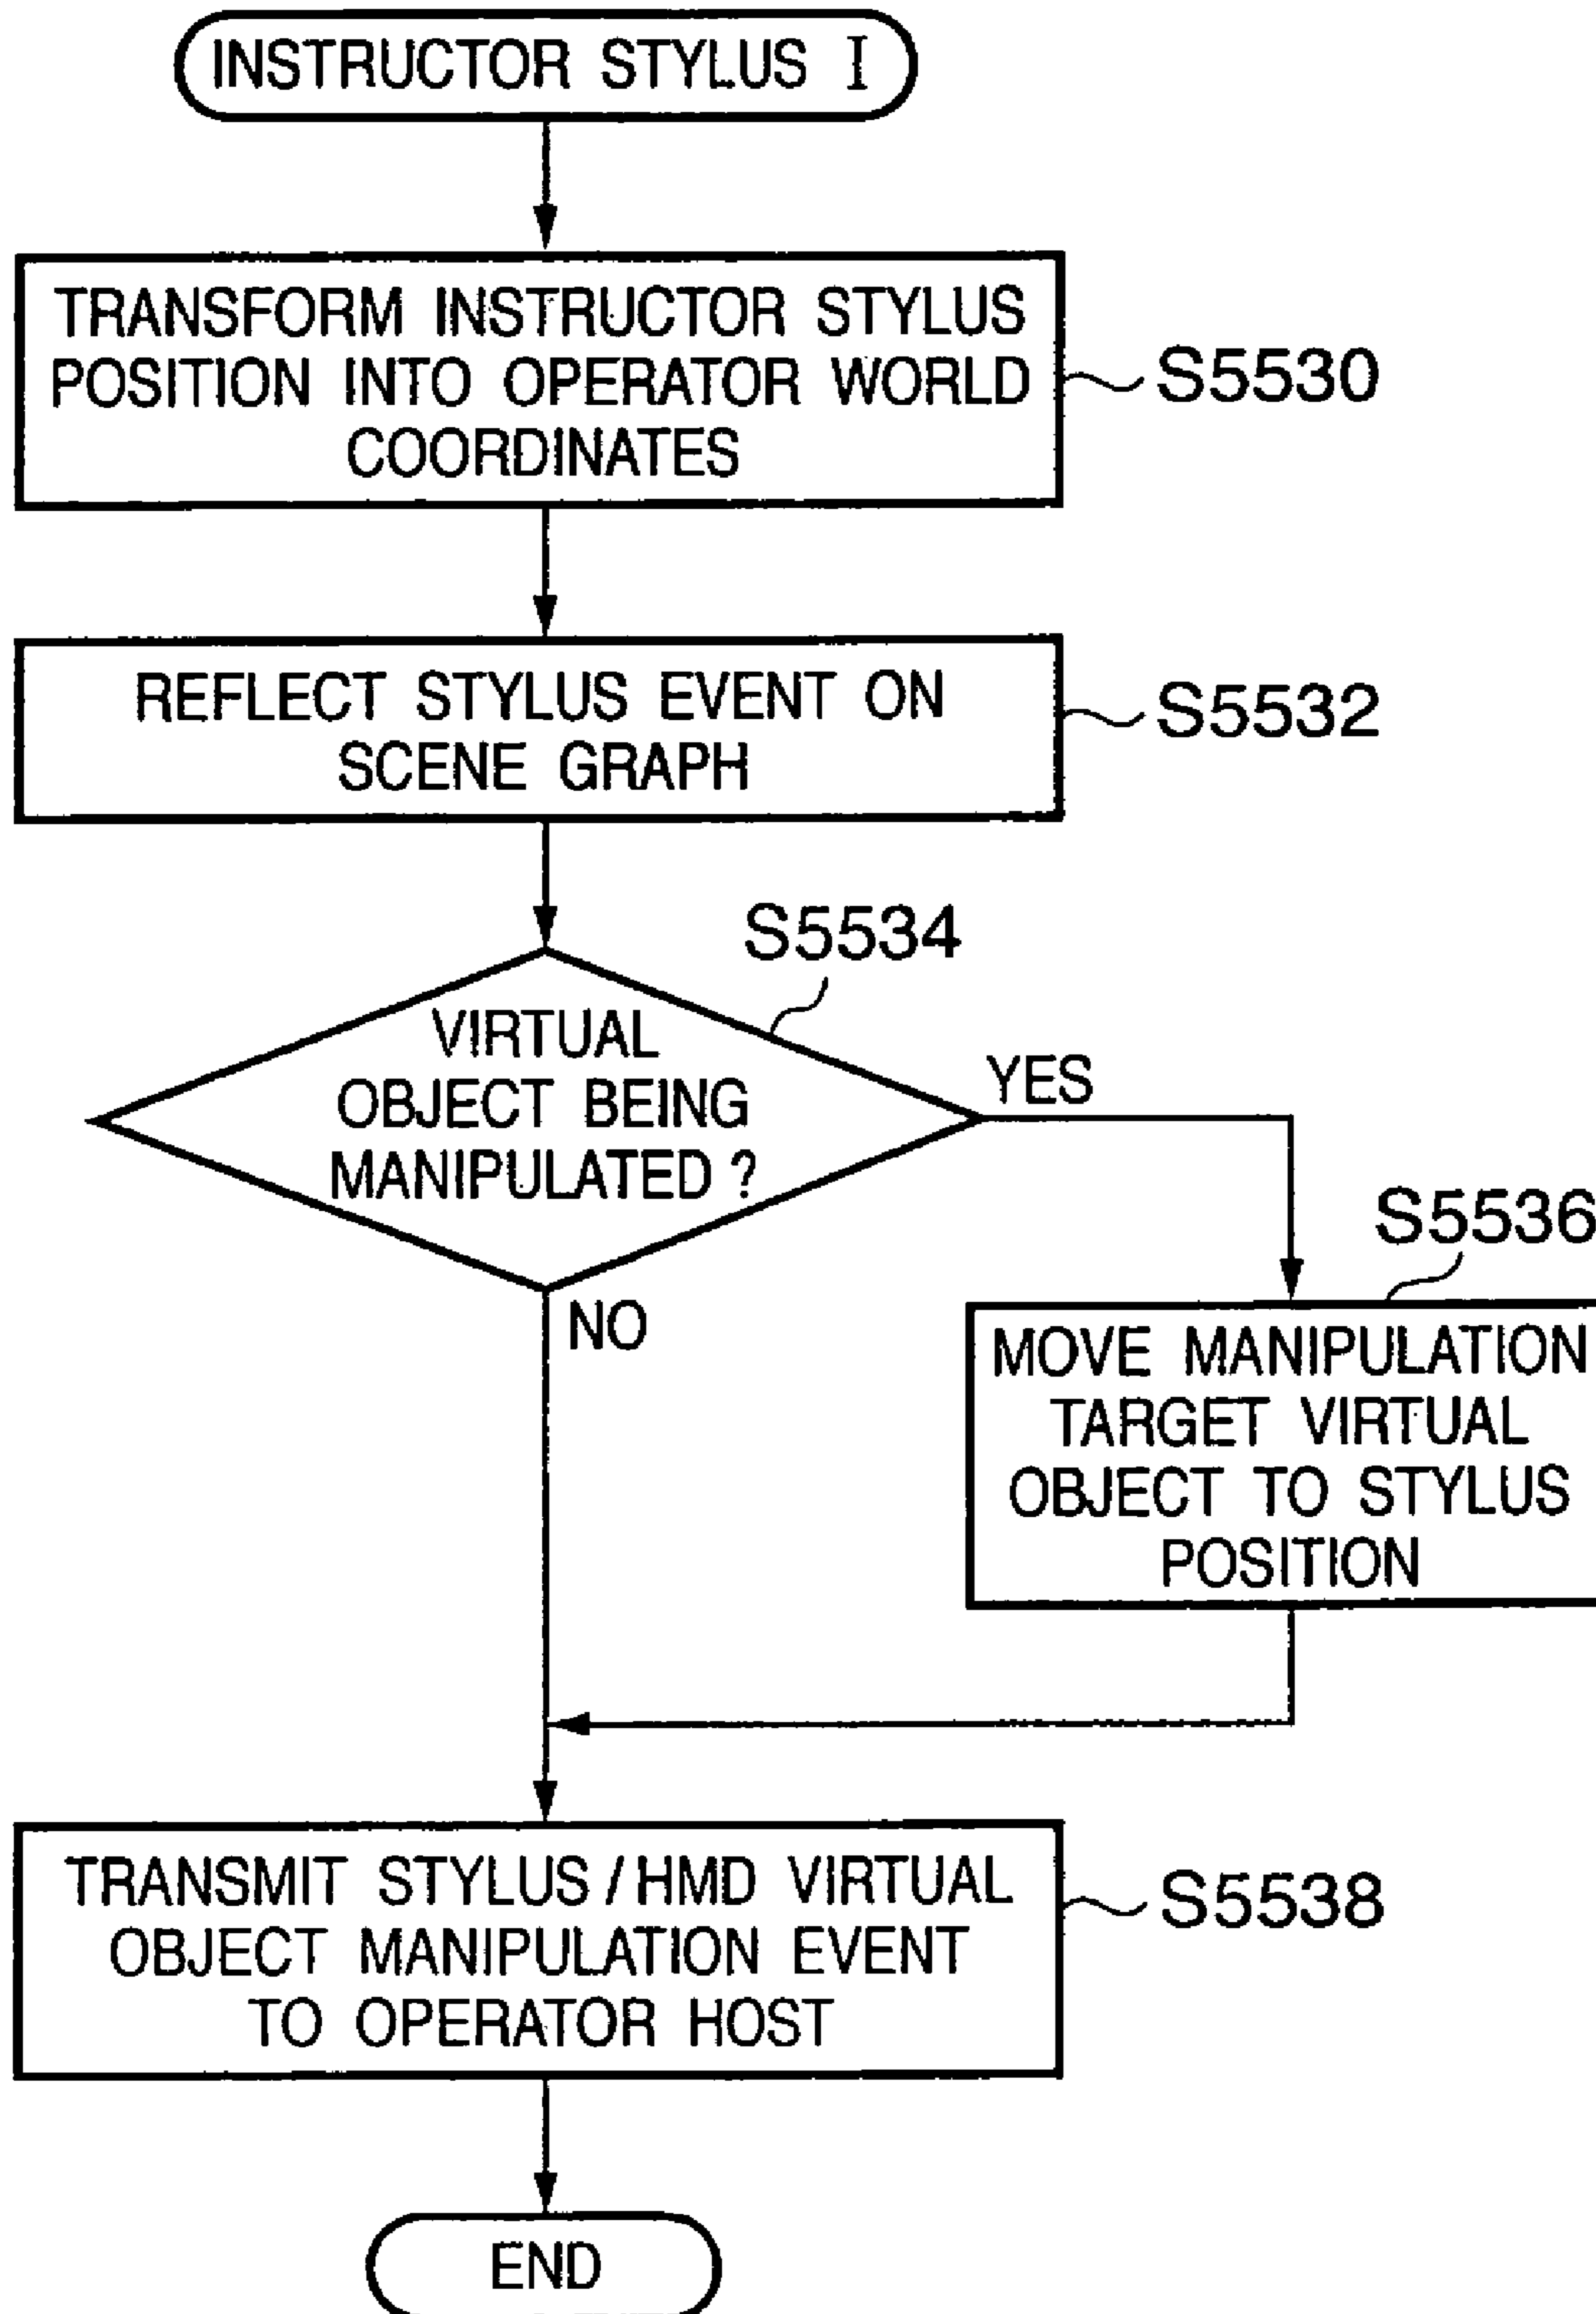 INSTRUCTOR STYLUS I
TRANSFORM INSTRUCTOR STYLUS
POSITION INTO OPERATOR WORLD
COORDINATES
S5530
REFLECT STYLUS EVENT ON
SCENE GRAPH
S5532
S5534
VIRTUAL
OBJECT BEING
MANIPULATED ?
YES
NO
S5536
MOVE MANIPULATION
TARGET VIRTUAL
OBJECT TO STYLUS
POSITION
TRANSMIT STYLUS / HMD VIRTUAL
OBJECT MANIPULATION EVENT
TO OPERATOR HOST
S5538
END